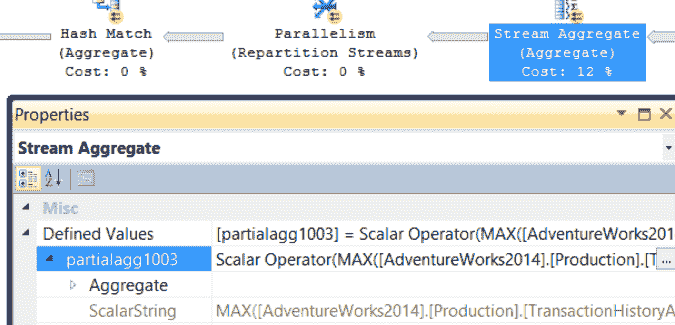 Hash Match
(Aggregate)
Cost: 0 %
Parallelism
(Repartition Streams)
Cost: 0 %
Stream Aggregate
(Aggregate)
Cost: 12 %
Properties
Stream Aggregate
Misc
Defined Values [partialagg1003] = Scalar Operator(MAX([AdventureWorks201
partialagg1003 Scalar Operator(MAX([AdventureWorks2014].[Production].[T ...
Aggregate
ScalarString MAX([AdventureWorks2014].[Production].[TransactionHistoryA